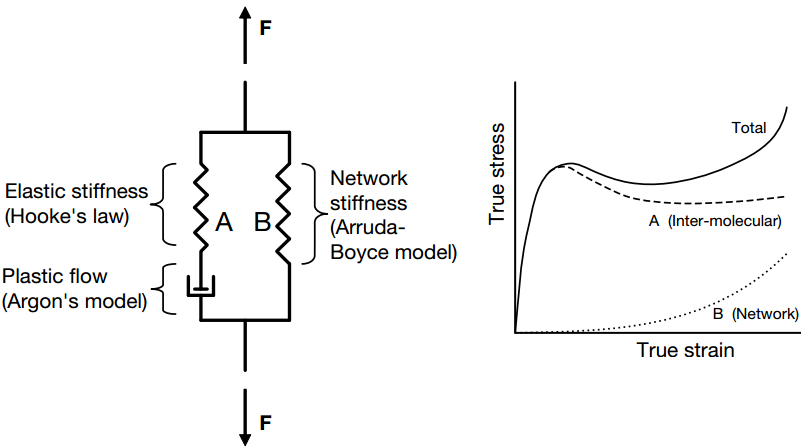 F
Elastic stiffness
(Hooke's law)
A
B
Network
stiffness
(Arruda-
Boyce model)
Plastic flow
(Argon's model)
F
True stress
Total
A (Inter-molecular)
B (Network)
True strain